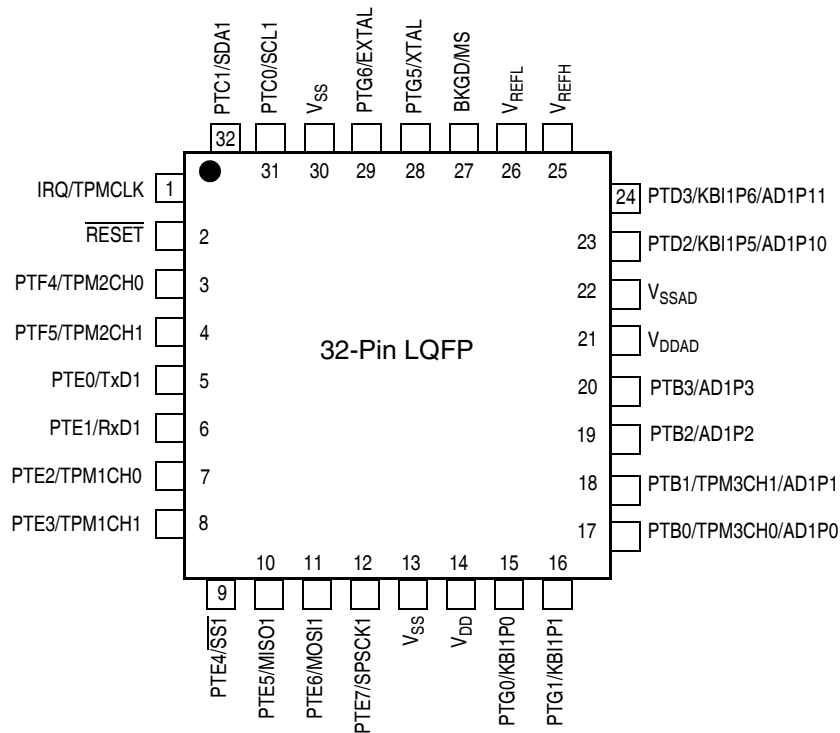 PTC1/SDA1
PTC0/SCL1
VSS
PTG6/EXTAL
PTG5/XTAL
BKGD/MS
VREFL
VREFH
32
31
30
29
28
27
26
25
IRQ/TPMCLK 1
RESET 2
PTF4/TPM2CH0 3
PTF5/TPM2CH1 4
PTE0/TxD1 5
PTE1/RxD1 6
PTE2/TPM1CH0 7
PTE3/TPM1CH1 8
32-Pin LQFP
24 PTD3/KBI1P6/AD1P11
23 PTD2/KBI1P5/AD1P10
22 VSSAD
21 VDDAD
20 PTB3/AD1P3
19 PTB2/AD1P2
18 PTB1/TPM3CH1/AD1P1
17 PTB0/TPM3CH0/AD1P0
9
10
11
12
13
14
15
16
PTE4/SS1
PTE5/MISO1
PTE6/MOSI1
PTE7/SPSCK1
VSS
VDD
PTG0/KBI1P0
PTG1/KBI1P1